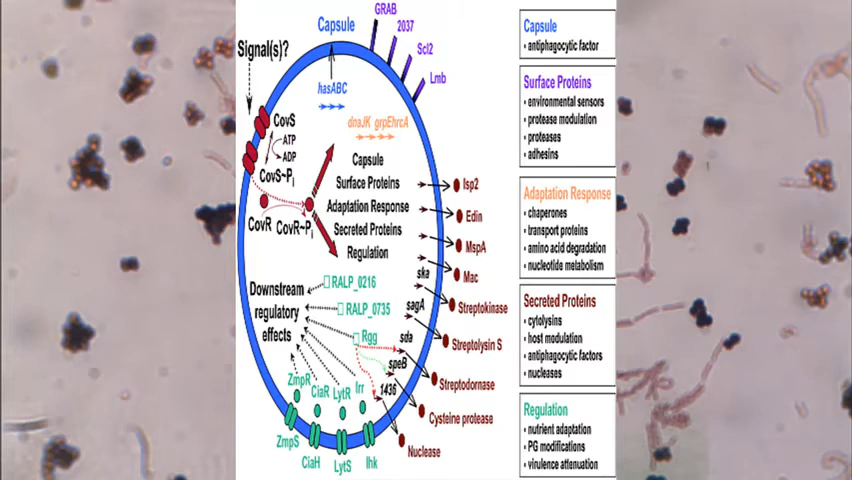 GRAB
2037
Scl2
Lmb
Capsule
Signal(s)?
hasABC
dnaJK grpEhrcA
CovS
ATP
ADP
CovS~Pi
CovR CovR~Pi
Capsule
Surface Proteins
Adaptation Response
Secreted Proteins
Regulation
Isp2
Edin
MspA
Mac
ska
Streptokinase
sagA
Streptolysin S
sda
Streptodornase
speB
Cysteine protease
1436
Nuclease
Downstream
regulatory
effects
RALP_0216
RALP_0735
Rgg
ZmpR
CiaR
LytR
Irr
ZmpS
CiaH
LytS
Ihk
Capsule
• antiphagocytic factor
Surface Proteins
• environmental sensors
• protease modulation
• proteases
• adhesins
Adaptation Response
• chaperones
• transport proteins
• amino acid degradation
• nucleotide metabolism
Secreted Proteins
• cytolysins
• host modulation
• antiphagocytic factors
• nucleases
Regulation
• nutrient adaptation
• PG modifications
• virulence attenuation